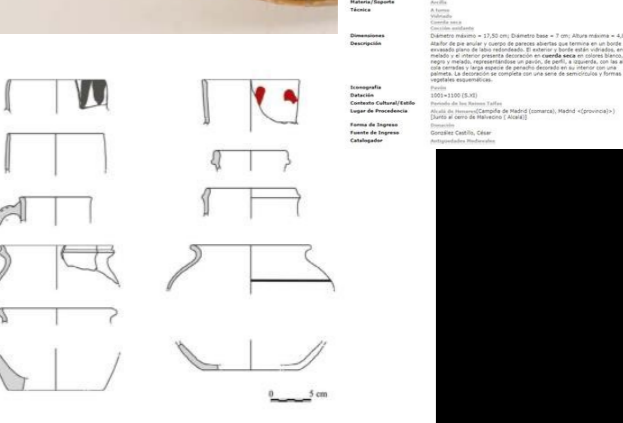 Materia/Soporte Arcilla
Técnica A torno
Vidriado
Cuerda seca
Cocción oxidante
Dimensiones Diámetro máximo = 17,50 cm; Diámetro base = 7 cm; Altura máxima = 4,
Descripción Ataifor de pie anular y cuerpo de paredes abiertas que termina en un borde
envasado plano de labio redondeado. El exterior y borde están vidriados, en
melado y el interior presenta decoración en cuerda seca en colores blanco,
negro y melado, representándose un pavón, de perfil, a izquierda, con las al
cola cerradas y larga especie de penacho decorado en su interior con una
palmeta. La decoración se completa con una serie de semicírculos y formas
vegetales esquemáticas.
Iconografía Pavón
Datación 1001=1100 (S.XI)
Contexto Cultural/Estilo Período de los Reinos Taifas
Lugar de Procedencia Alcalá de Henares(Campiña de Madrid (comarca), Madrid <(provincia)>)
[Junto al cerro de Malvecino ( Alcalá)]
Forma de Ingreso Donación
Fuente de Ingreso González Castillo, César
Catalogador Antigüedades Medievales
0 5 cm